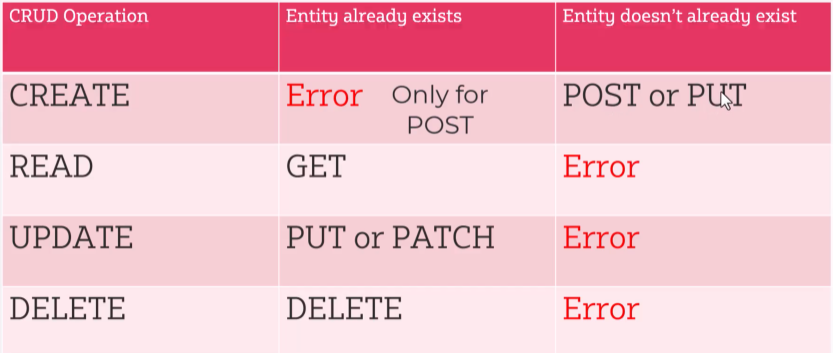 CRUD Operation
Entity already exists
Entity doesn't already exist
CREATE
Error
Only for
POST
POST or PUT
READ
GET
Error
UPDATE
PUT or PATCH
Error
DELETE
DELETE
Error